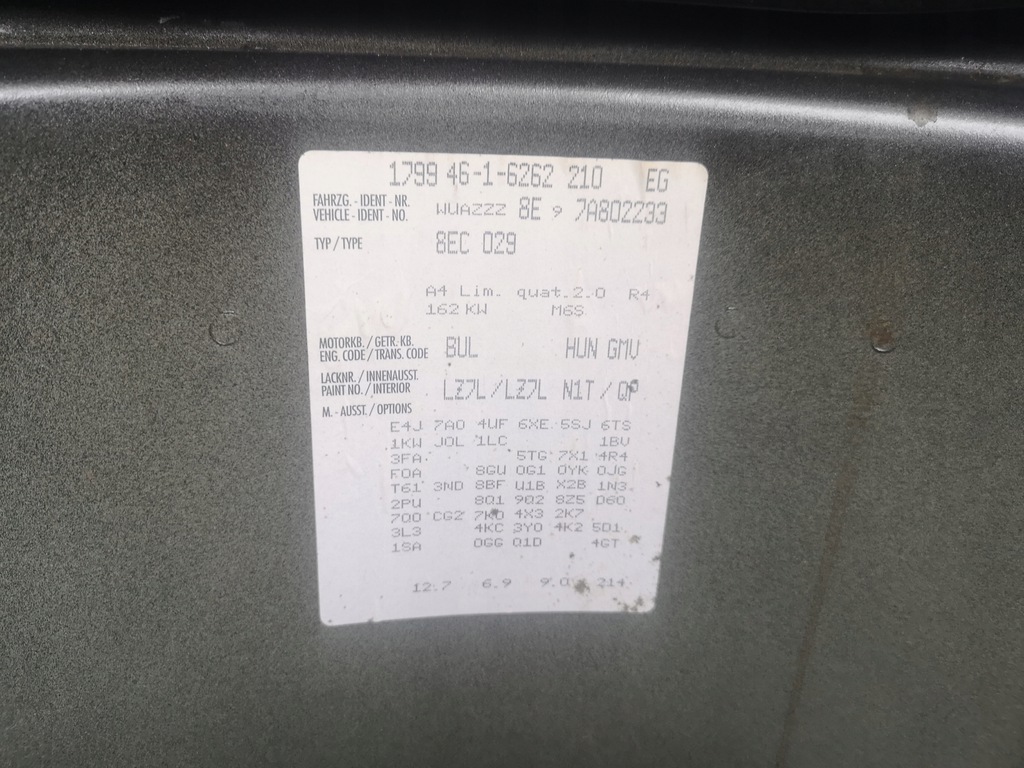 1799 46-1-6262 210 EG
FAHRZG. - IDENT - NR.
VEHICLE - IDENT - NO. WUAZZZ 8E 9 7A802233
TYP / TYPE 8EC 029
A4 Lim. quat.2.0 R4
162 KW M6S
MOTORKB. / GETR. KB.
ENG. CODE / TRANS. CODE BUL HUN GMV
LACKNR. / INNENAUSST.
PAINT NO. / INTERIOR LZ7L / LZ7L N1T / QP
M. - AUSST. / OPTIONS
E4J 7A0 4UF 6XE 5SJ 6TS
1KW J0L 1LC 1BV
3FA 5TG 7X1 4R4
F0A 8GU 0G1 0YK 0JG
T61 3ND 8BF U1B X2B 1N3
2PU 8Q1 9Q2 8Z5 D60
700 CG2 7K0 4X3 2K7
3L3 4KC 3Y0 4K2 5D1
1SA 0GG Q1D 4GT
12.7 6.9 9.0 214